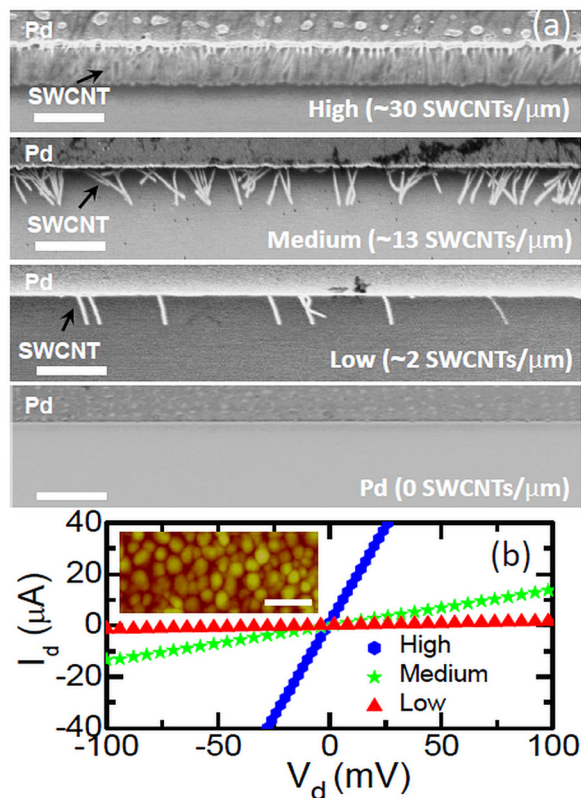 Pd
(a)
SWCNT
High (~30 SWCNTs/μm)
Pd
SWCNT
Medium (~13 SWCNTs/μm)
Pd
SWCNT
Low (~2 SWCNTs/μm)
Pd
Pd (0 SWCNTs/μm)
40
20
0
-20
-40
I_d (μA)
(b)
High
Medium
Low
-100 -50 0 50 100
V_d (mV)